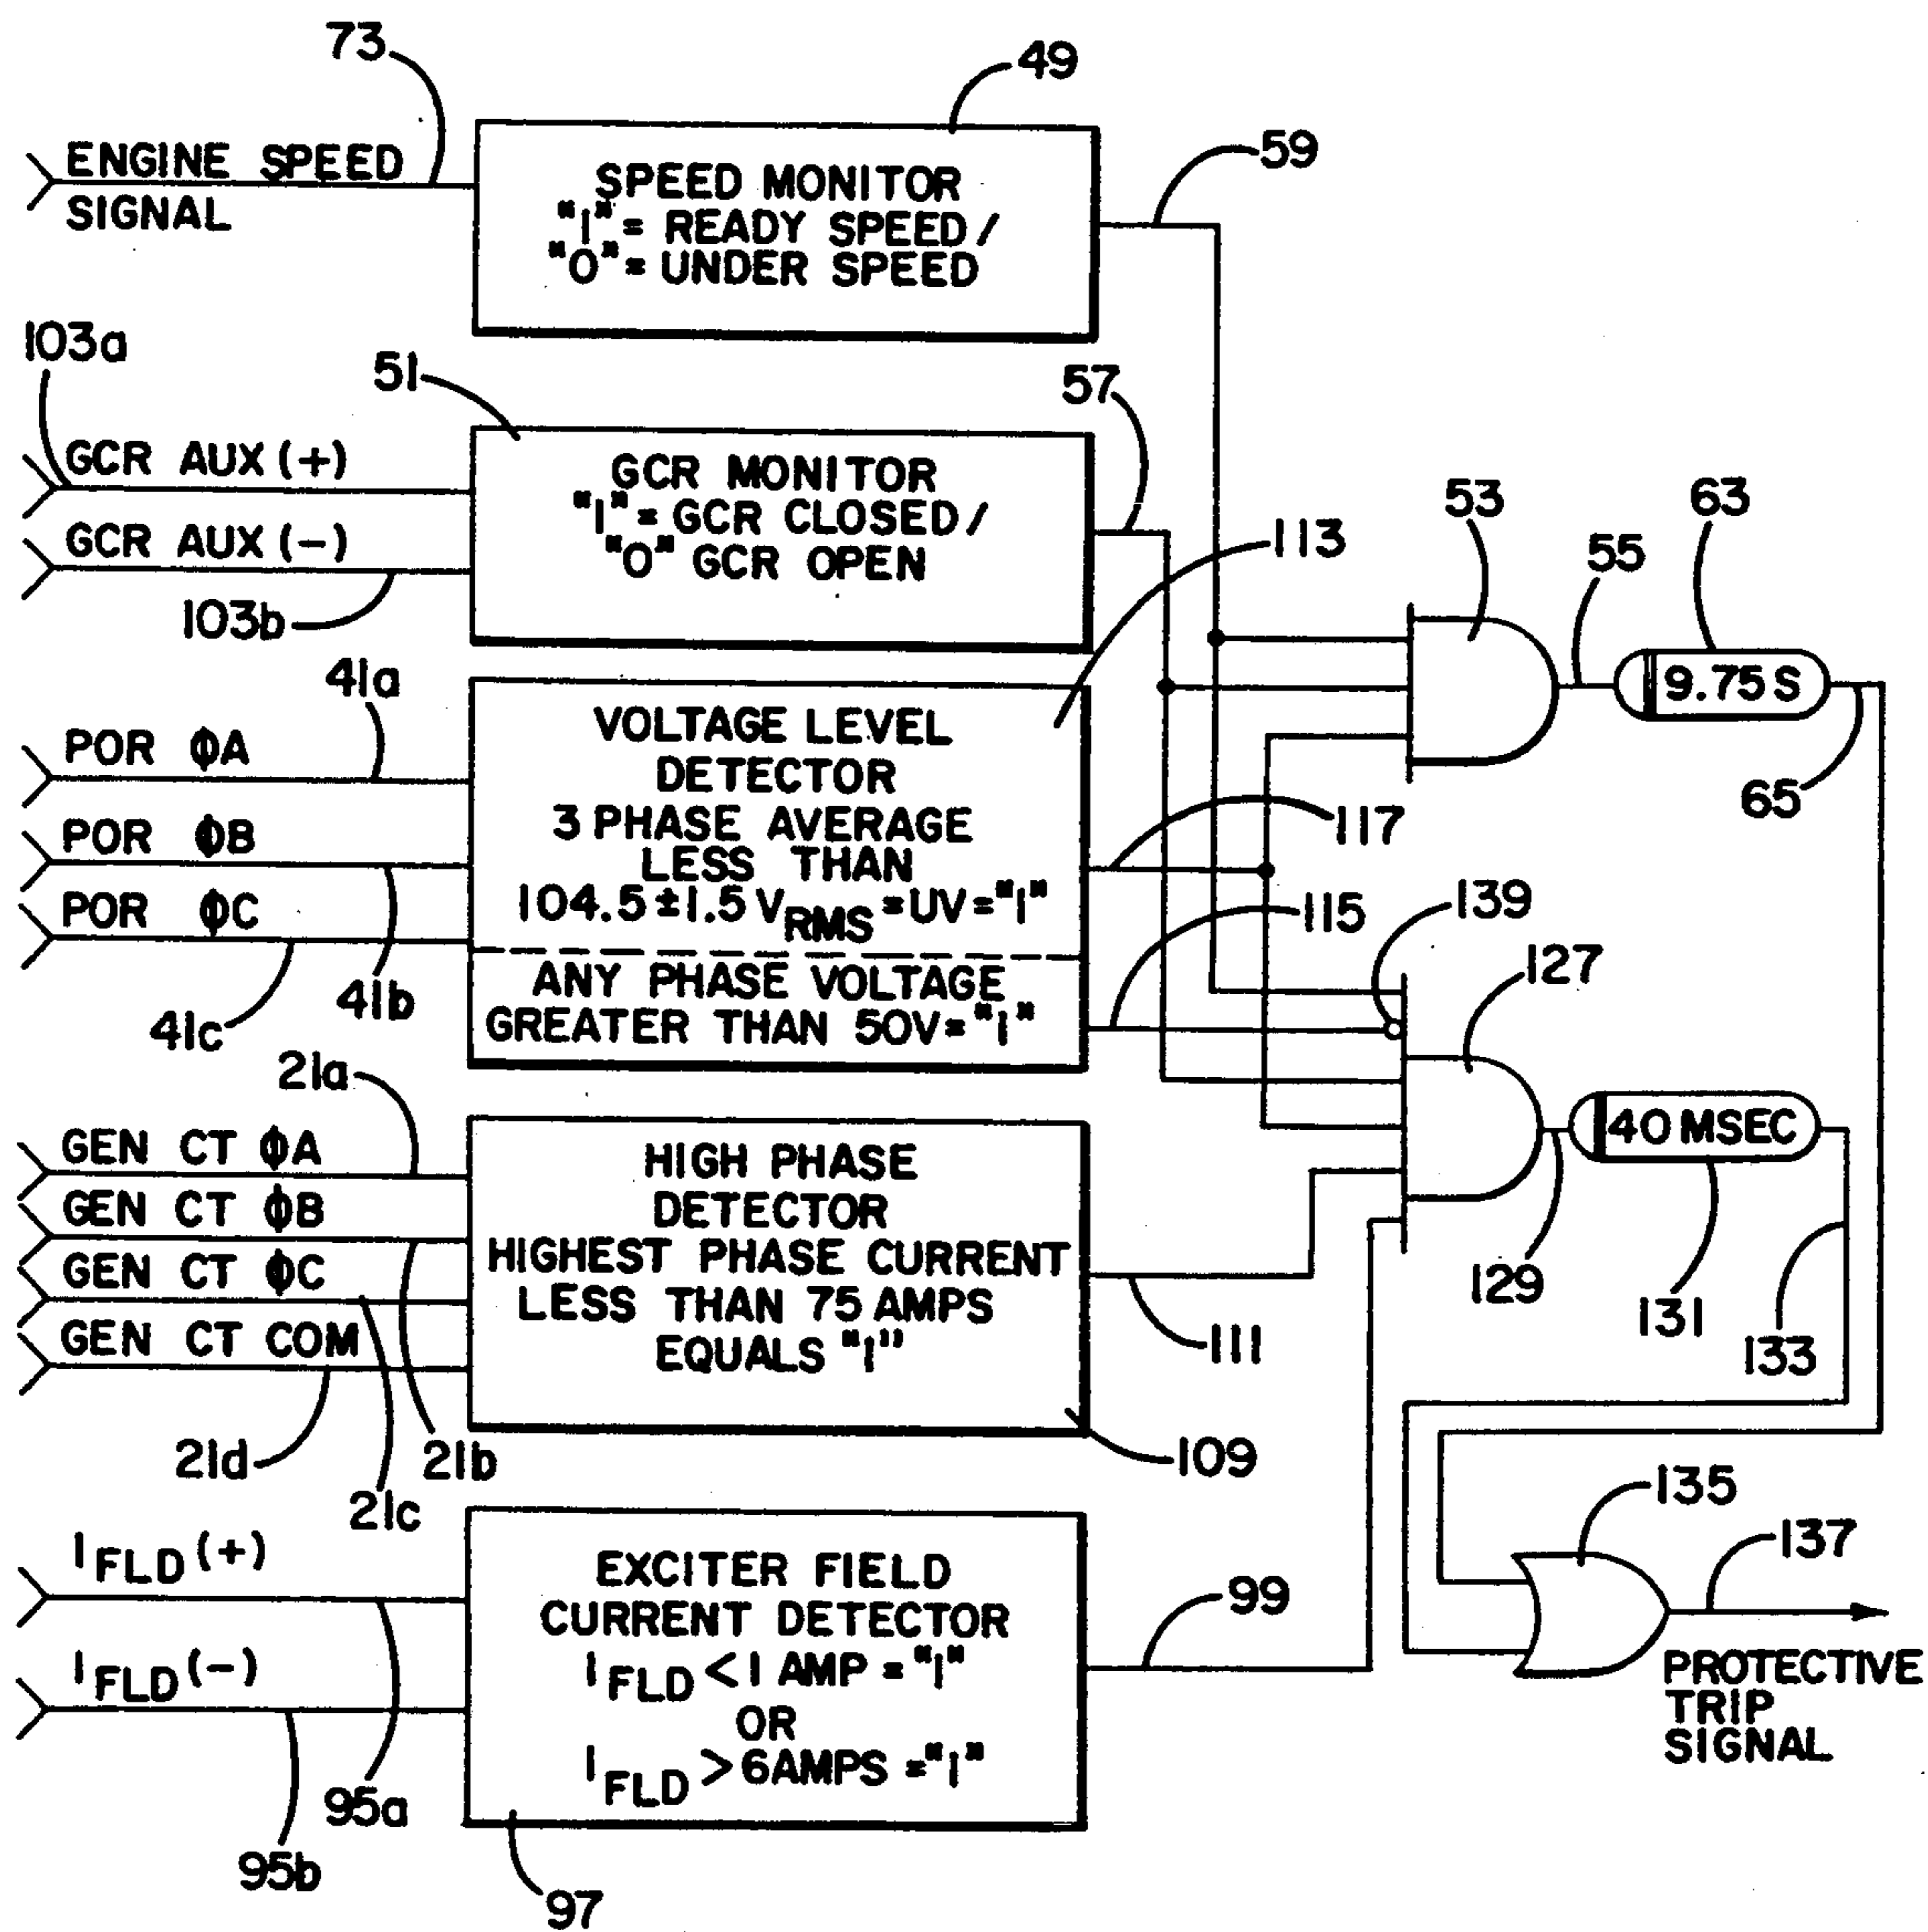 73
49
59
ENGINE SPEED
SIGNAL
SPEED MONITOR
"1" = READY SPEED /
"0" = UNDER SPEED
103a
51
57
GCR AUX (+)
GCR AUX (-)
103b
GCR MONITOR
"1" = GCR CLOSED /
"0" GCR OPEN
113
53
63
55
9.75 S
65
41a
POR ΦA
POR ΦB
POR ΦC
41b
41c
VOLTAGE LEVEL
DETECTOR
3 PHASE AVERAGE
LESS THAN
104.5 ±1.5 VRMS =UV="1"
ANY PHASE VOLTAGE
GREATER THAN 50V="1"
117
115
139
127
21a
GEN CT ΦA
GEN CT ΦB
GEN CT ΦC
GEN CT COM
21d
21b
21c
HIGH PHASE
DETECTOR
HIGHEST PHASE CURRENT
LESS THAN 75 AMPS
EQUALS "1"
111
109
40 MSEC
129
131
133
IFLD (+)
IFLD (-)
95a
95b
EXCITER FIELD
CURRENT DETECTOR
IFLD < 1 AMP = "1"
OR
IFLD > 6AMPS = "1"
99
97
135
137
PROTECTIVE
TRIP
SIGNAL